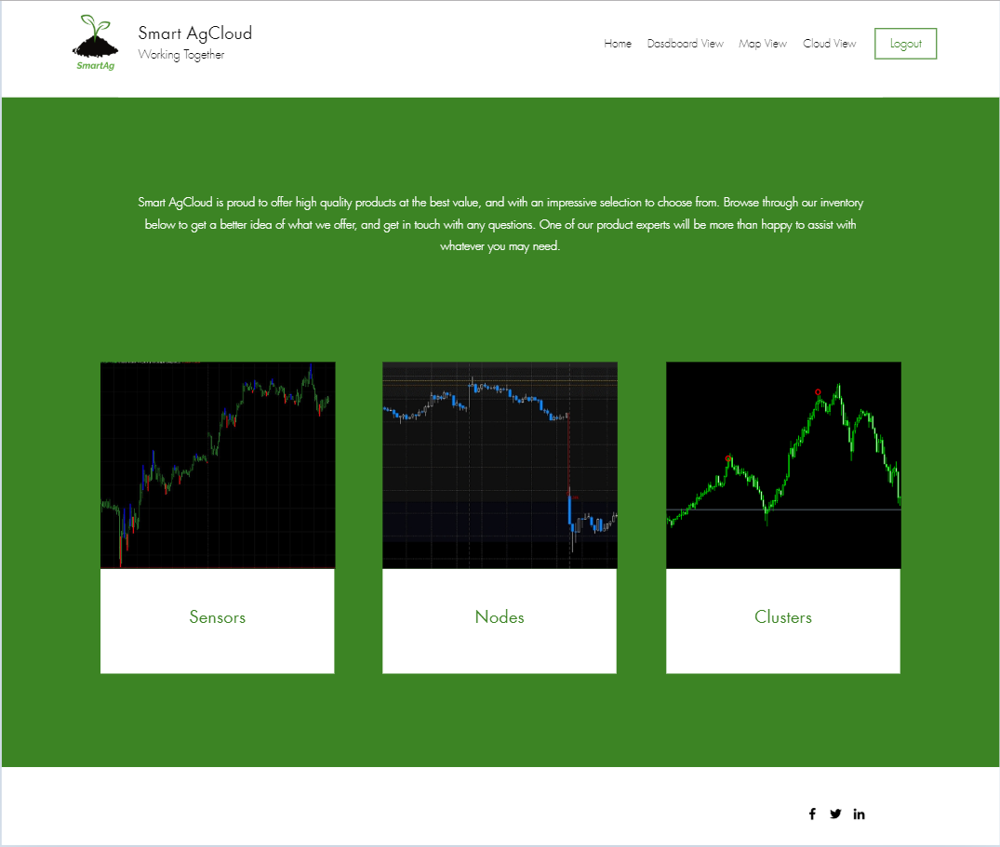 Smart AgCloud
Working Together
SmartAg
Home Dasdboard View Map View Cloud View Logout
Smart AgCloud is proud to offer high quality products at the best value, and with an impressive selection to choose from. Browse through our inventory
below to get a better idea of what we offer, and get in touch with any questions. One of our product experts will be more than happy to assist with
whatever you may need.
Sensors
Nodes
Clusters